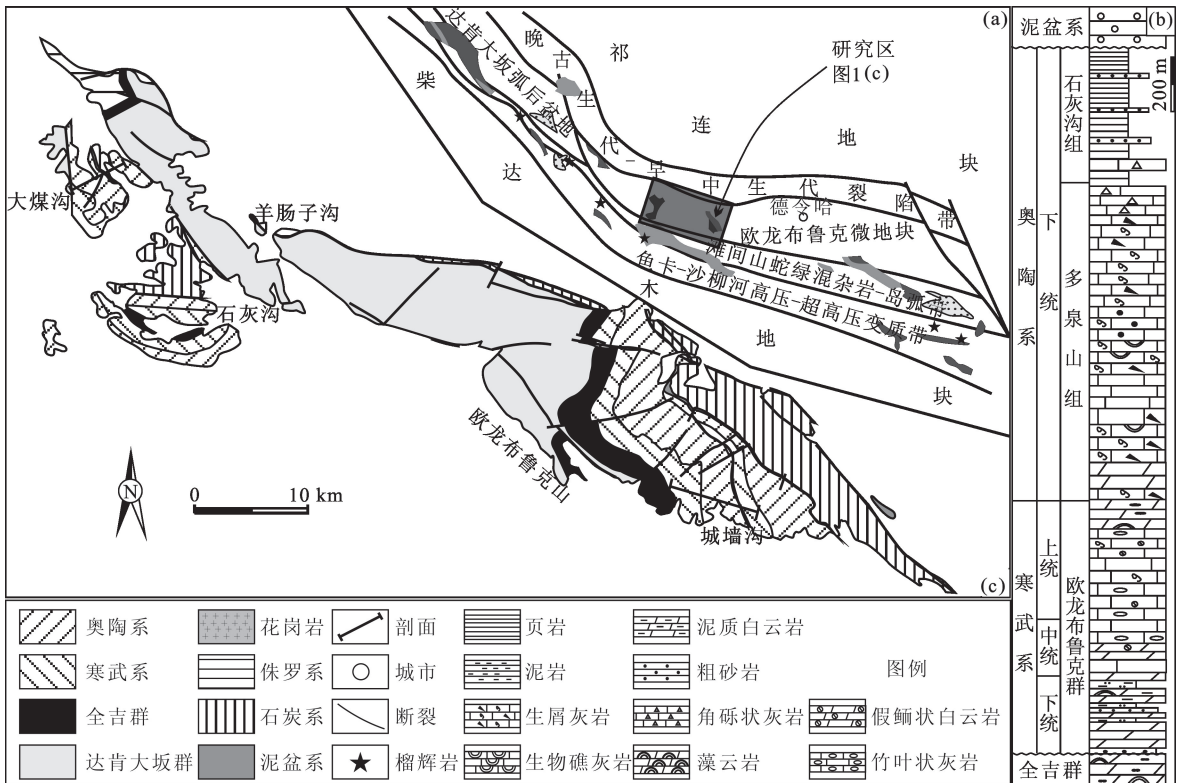 (a)
祁连地块
晚古生代-早中生代裂陷带
达肯大坂弧后盆地
研究区
图1(c)
德令哈
欧龙布鲁克微地块
滩间山蛇绿混杂岩-岛弧带
鱼卡-沙柳河高压-超高压变质带
柴达木地块
大煤沟
羊肠子沟
石灰沟
欧龙布鲁克山
城墙沟
N
0 10 km
(c)
(b)
泥盆系
200 m
奥陶系
下统
石灰沟组
多泉山组
寒武系
上统
中统
下统
欧龙布鲁克群
全吉群
图例
奥陶系 花岗岩 剖面 页岩 泥质白云岩
寒武系 侏罗系 城市 泥岩 粗砂岩
全吉群 石炭系 断裂 生屑灰岩 角砾状灰岩 假鲕状白云岩
达肯大坂群 泥盆系 榴辉岩 生物礁灰岩 藻云岩 竹叶状灰岩